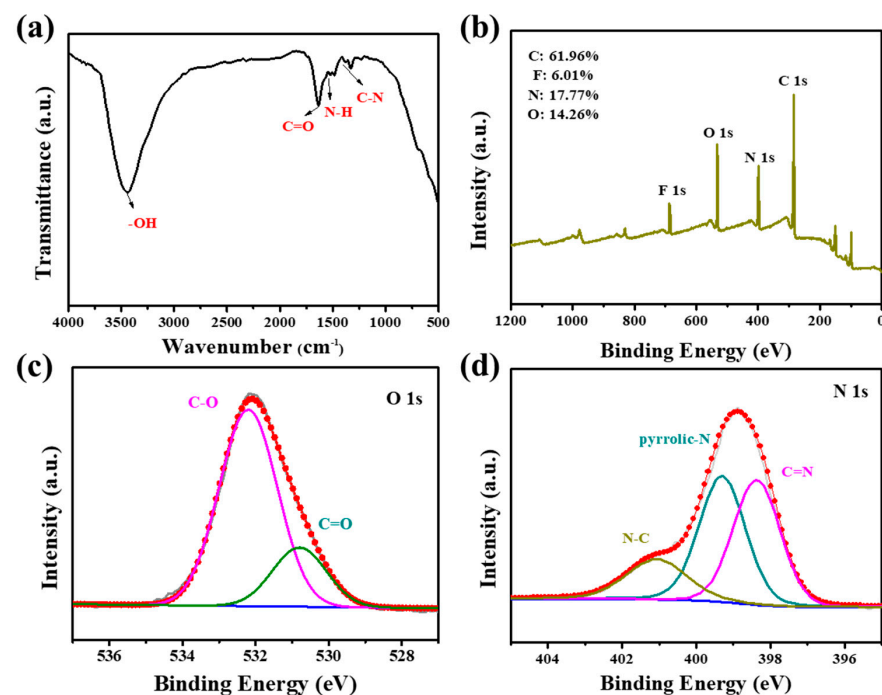 (a)
Transmittance (a.u.)
-OH
C=O
N-H
C-N
4000 3500 3000 2500 2000 1500 1000 500
Wavenumber (cm-1)
(b)
C: 61.96%
F: 6.01%
N: 17.77%
O: 14.26%
F 1s
O 1s
N 1s
C 1s
Intensity (a.u.)
1200 1000 800 600 400 200 0
Binding Energy (eV)
(c)
O 1s
C-O
C=O
Intensity (a.u.)
536 534 532 530 528
Binding Energy (eV)
(d)
N 1s
pyrrolic-N
C=N
N-C
Intensity (a.u.)
404 402 400 398 396
Binding Energy (eV)